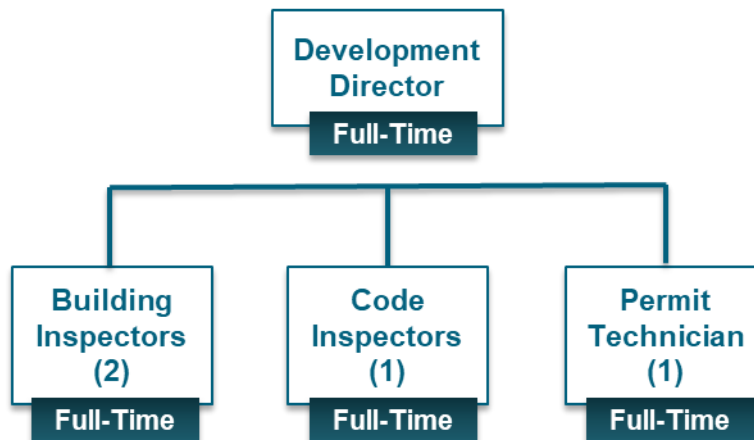 Development
Director
Full-Time
Building
Inspectors
(2)
Full-Time
Code
Inspectors
(1)
Full-Time
Permit
Technician
(1)
Full-Time